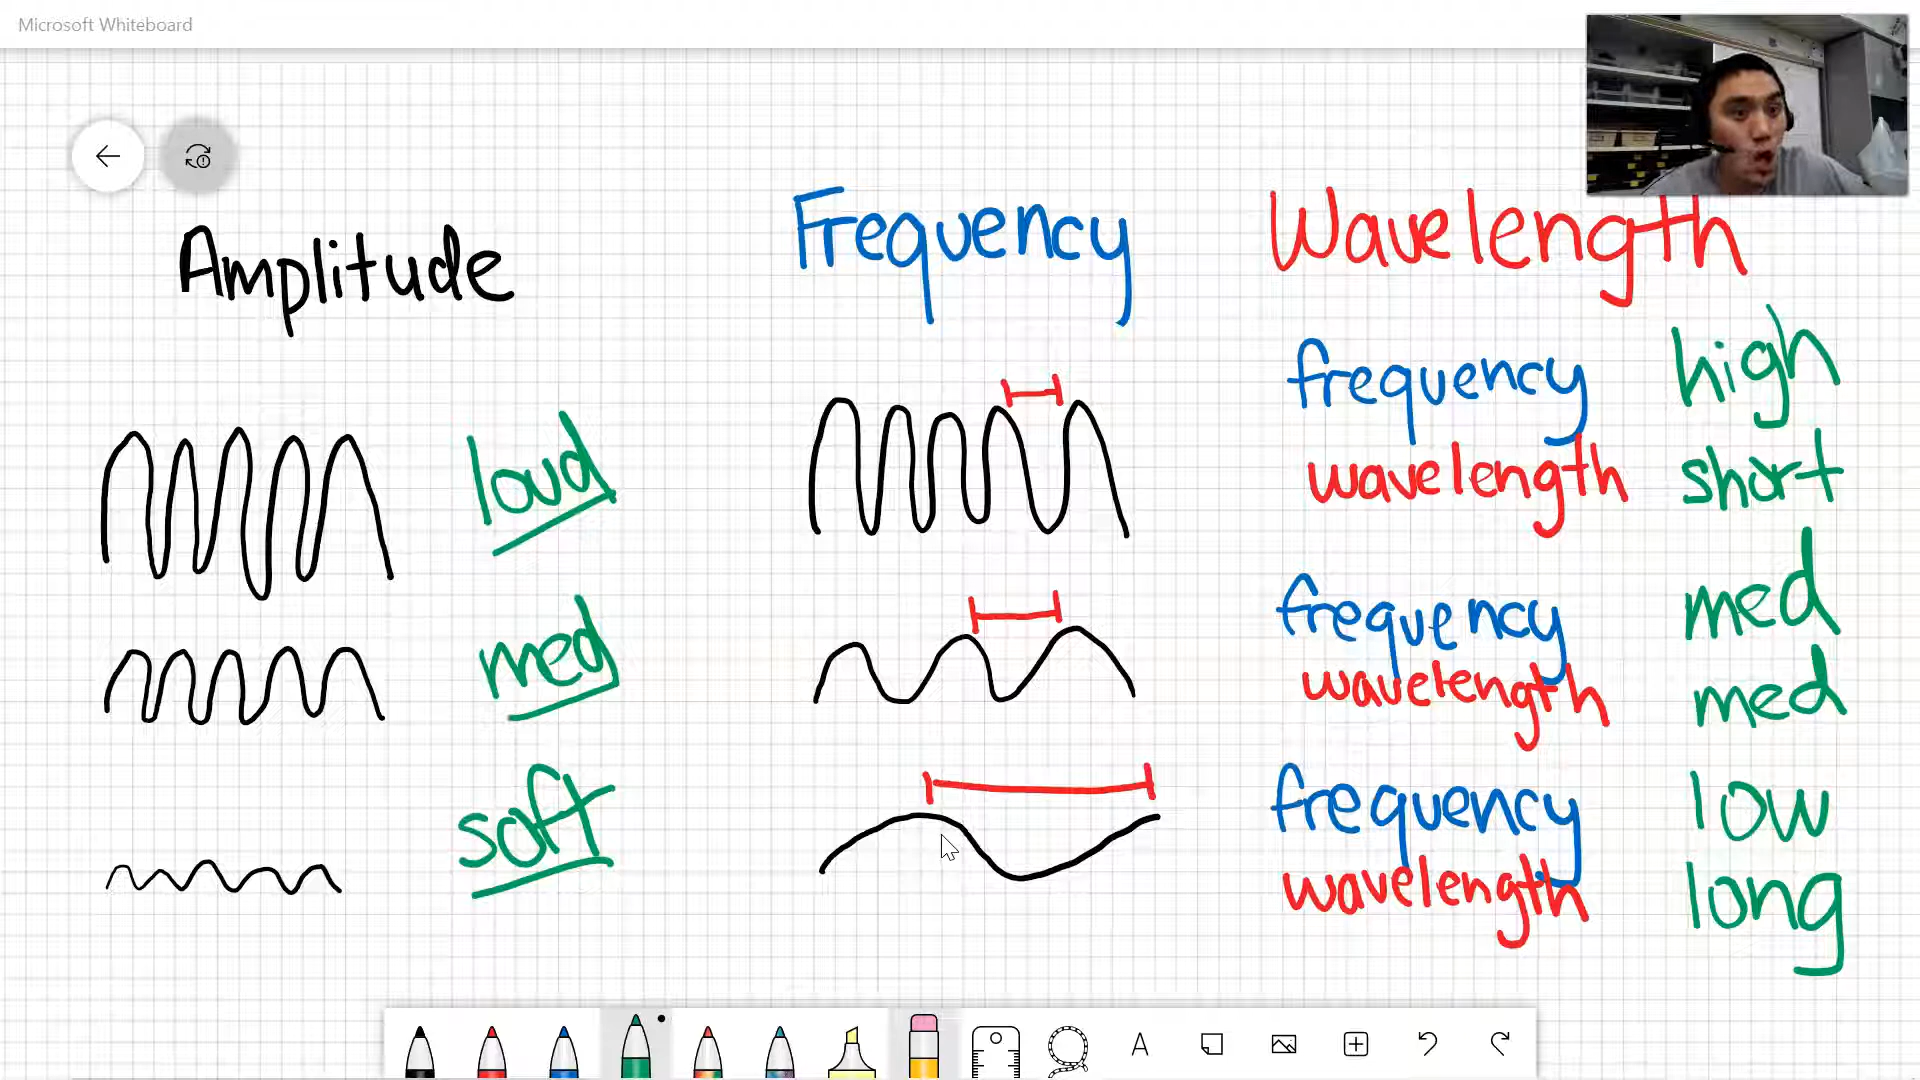 Microsoft Whiteboard
Amplitude
Frequency
Wavelength
loud
med
soft
frequency high
wavelength short
frequency med
wavelength med
frequency low
wavelength long
A